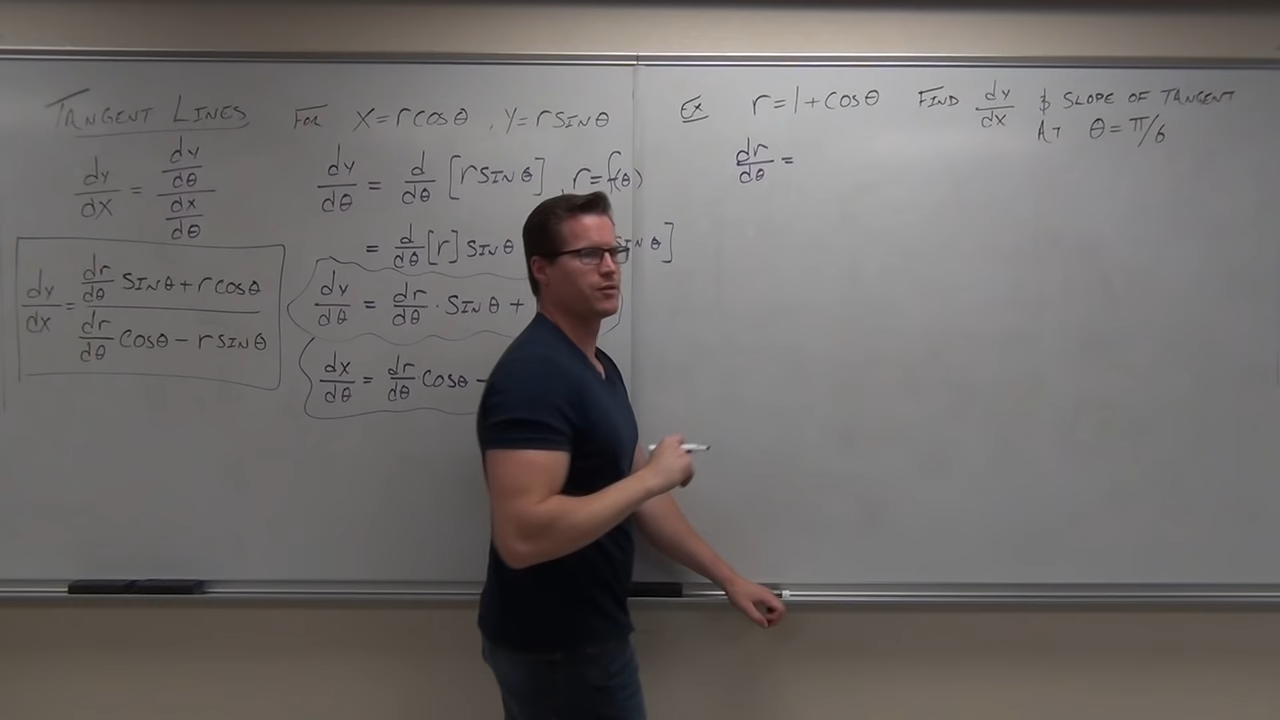 TANGENT LINES
dy/dx = (dy/dθ)/(dx/dθ)
dy/dx = (dr/dθ sinθ + r cosθ)/(dr/dθ cosθ − r sinθ)
For x = r cosθ , y = r sinθ
dy/dθ = d/dθ [r sinθ] , r = f(θ)
= d/dθ [r] sinθ sinθ]
dy/dθ = dr/dθ · sinθ +
dx/dθ = dr/dθ · cosθ −
Ex r = 1 + cosθ FIND dy/dx & SLOPE OF TANGENT
AT θ = π/6
dr/dθ =